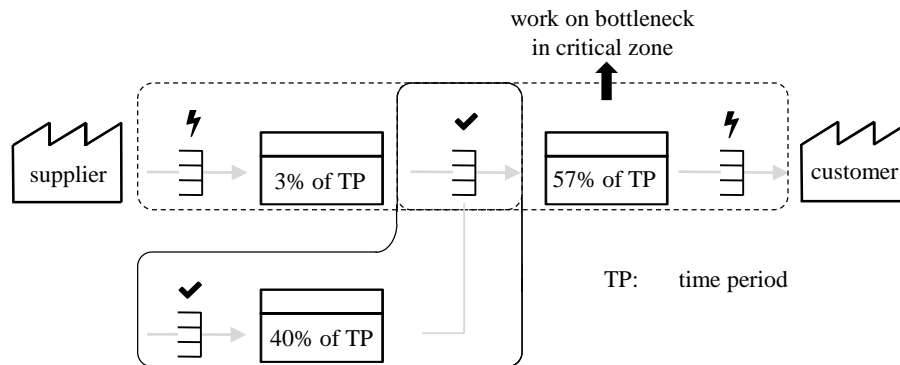 work on bottleneck
in critical zone
supplier
3% of TP
57% of TP
customer
TP: time period
40% of TP